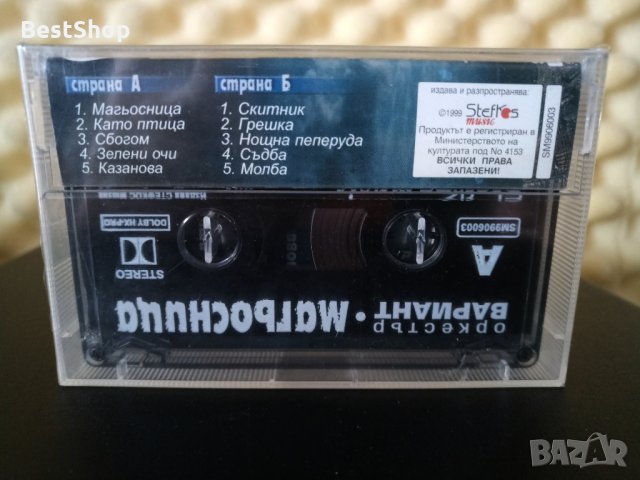 BestShop
страна А
1. Магьосница
2. Като птица
3. Сбогом
4. Зелени очи
5. Казанова
страна Б
1. Скитник
2. Грешка
3. Нощна пеперуда
4. Съдба
5. Молба
издава и разпространява:
©1999 Steffos
music
Продуктът е регистриран в
Министерството на
културата под No 4153
ВСИЧКИ ПРАВА
ЗАПАЗЕНИ!
SM9906003
DOLBY HX-PRO
STEREO
SM9906003
A
оркестър
ВАРИАНТ • Магьосница
BAZAR